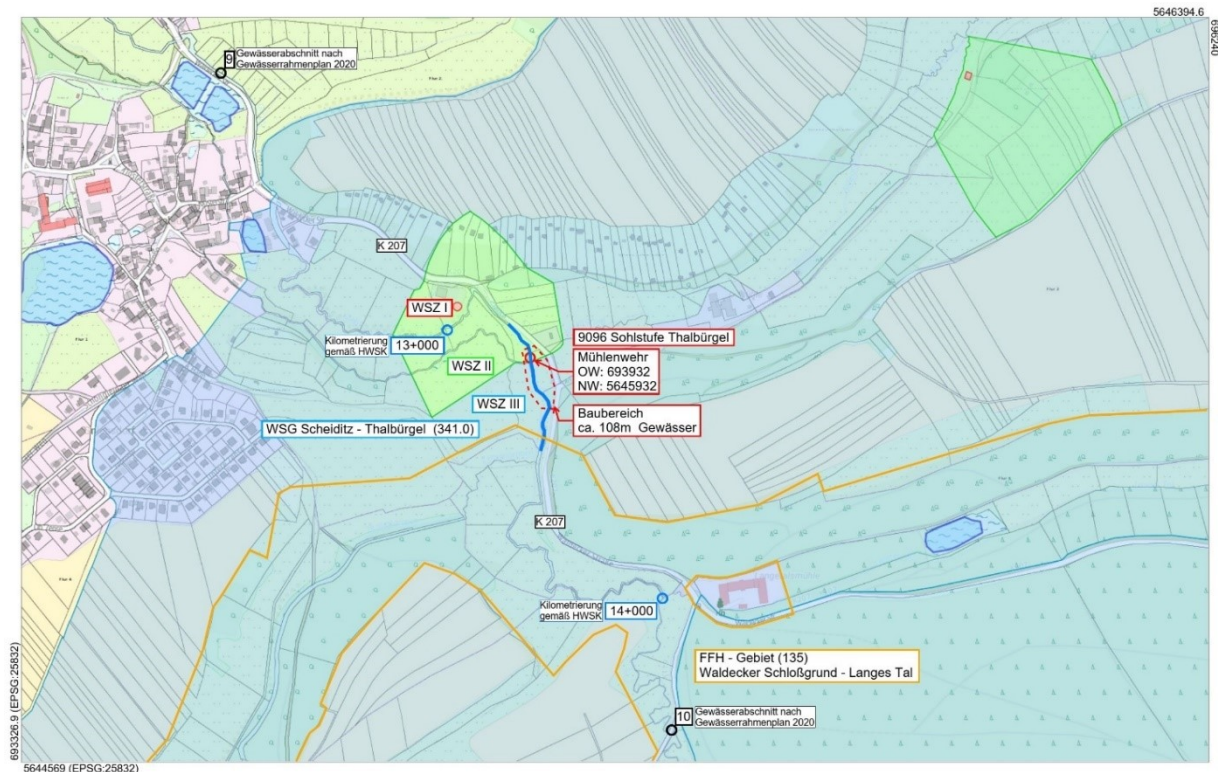 5646394.6
696240
9
Gewässerabschnitt nach
Gewässerrahmenplan 2020
Flur 2
K 207
WSZ I
Kilometrierung
gemäß HWSK
13+000
WSZ II
9096 Sohlstufe Thalbürgel
Mühlenwehr
OW: 693932
NW: 5645932
WSZ III
Baubereich
ca. 108m Gewässer
WSG Scheiditz - Thalbürgel (341.0)
K 207
Kilometrierung
gemäß HWSK
14+000
FFH - Gebiet (135)
Waldecker Schloßgrund - Langes Tal
10
Gewässerabschnitt nach
Gewässerrahmenplan 2020
693326.9 (EPSG:25832)
5644569 (EPSG:25832)